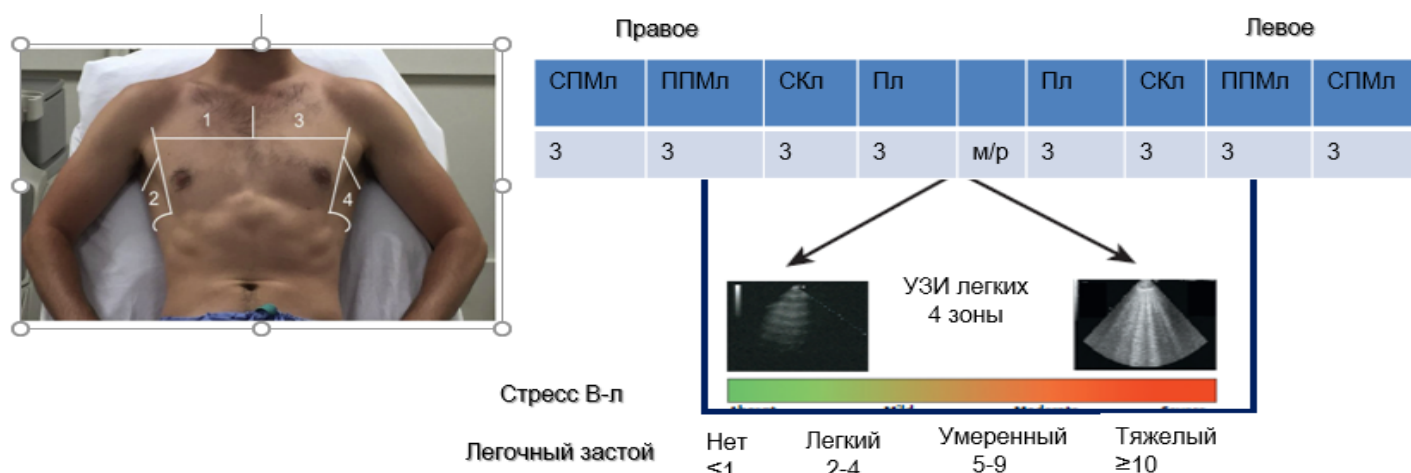 Правое Левое
СПМл ППМл СКл Пл Пл СКл ППМл СПМл
3 3 3 3 м/р 3 3 3 3
1 3
2 4
УЗИ легких
4 зоны
Стресс В-л
Легочный застой
Нет Легкий Умеренный Тяжелый
≤1 2-4 5-9 ≥10